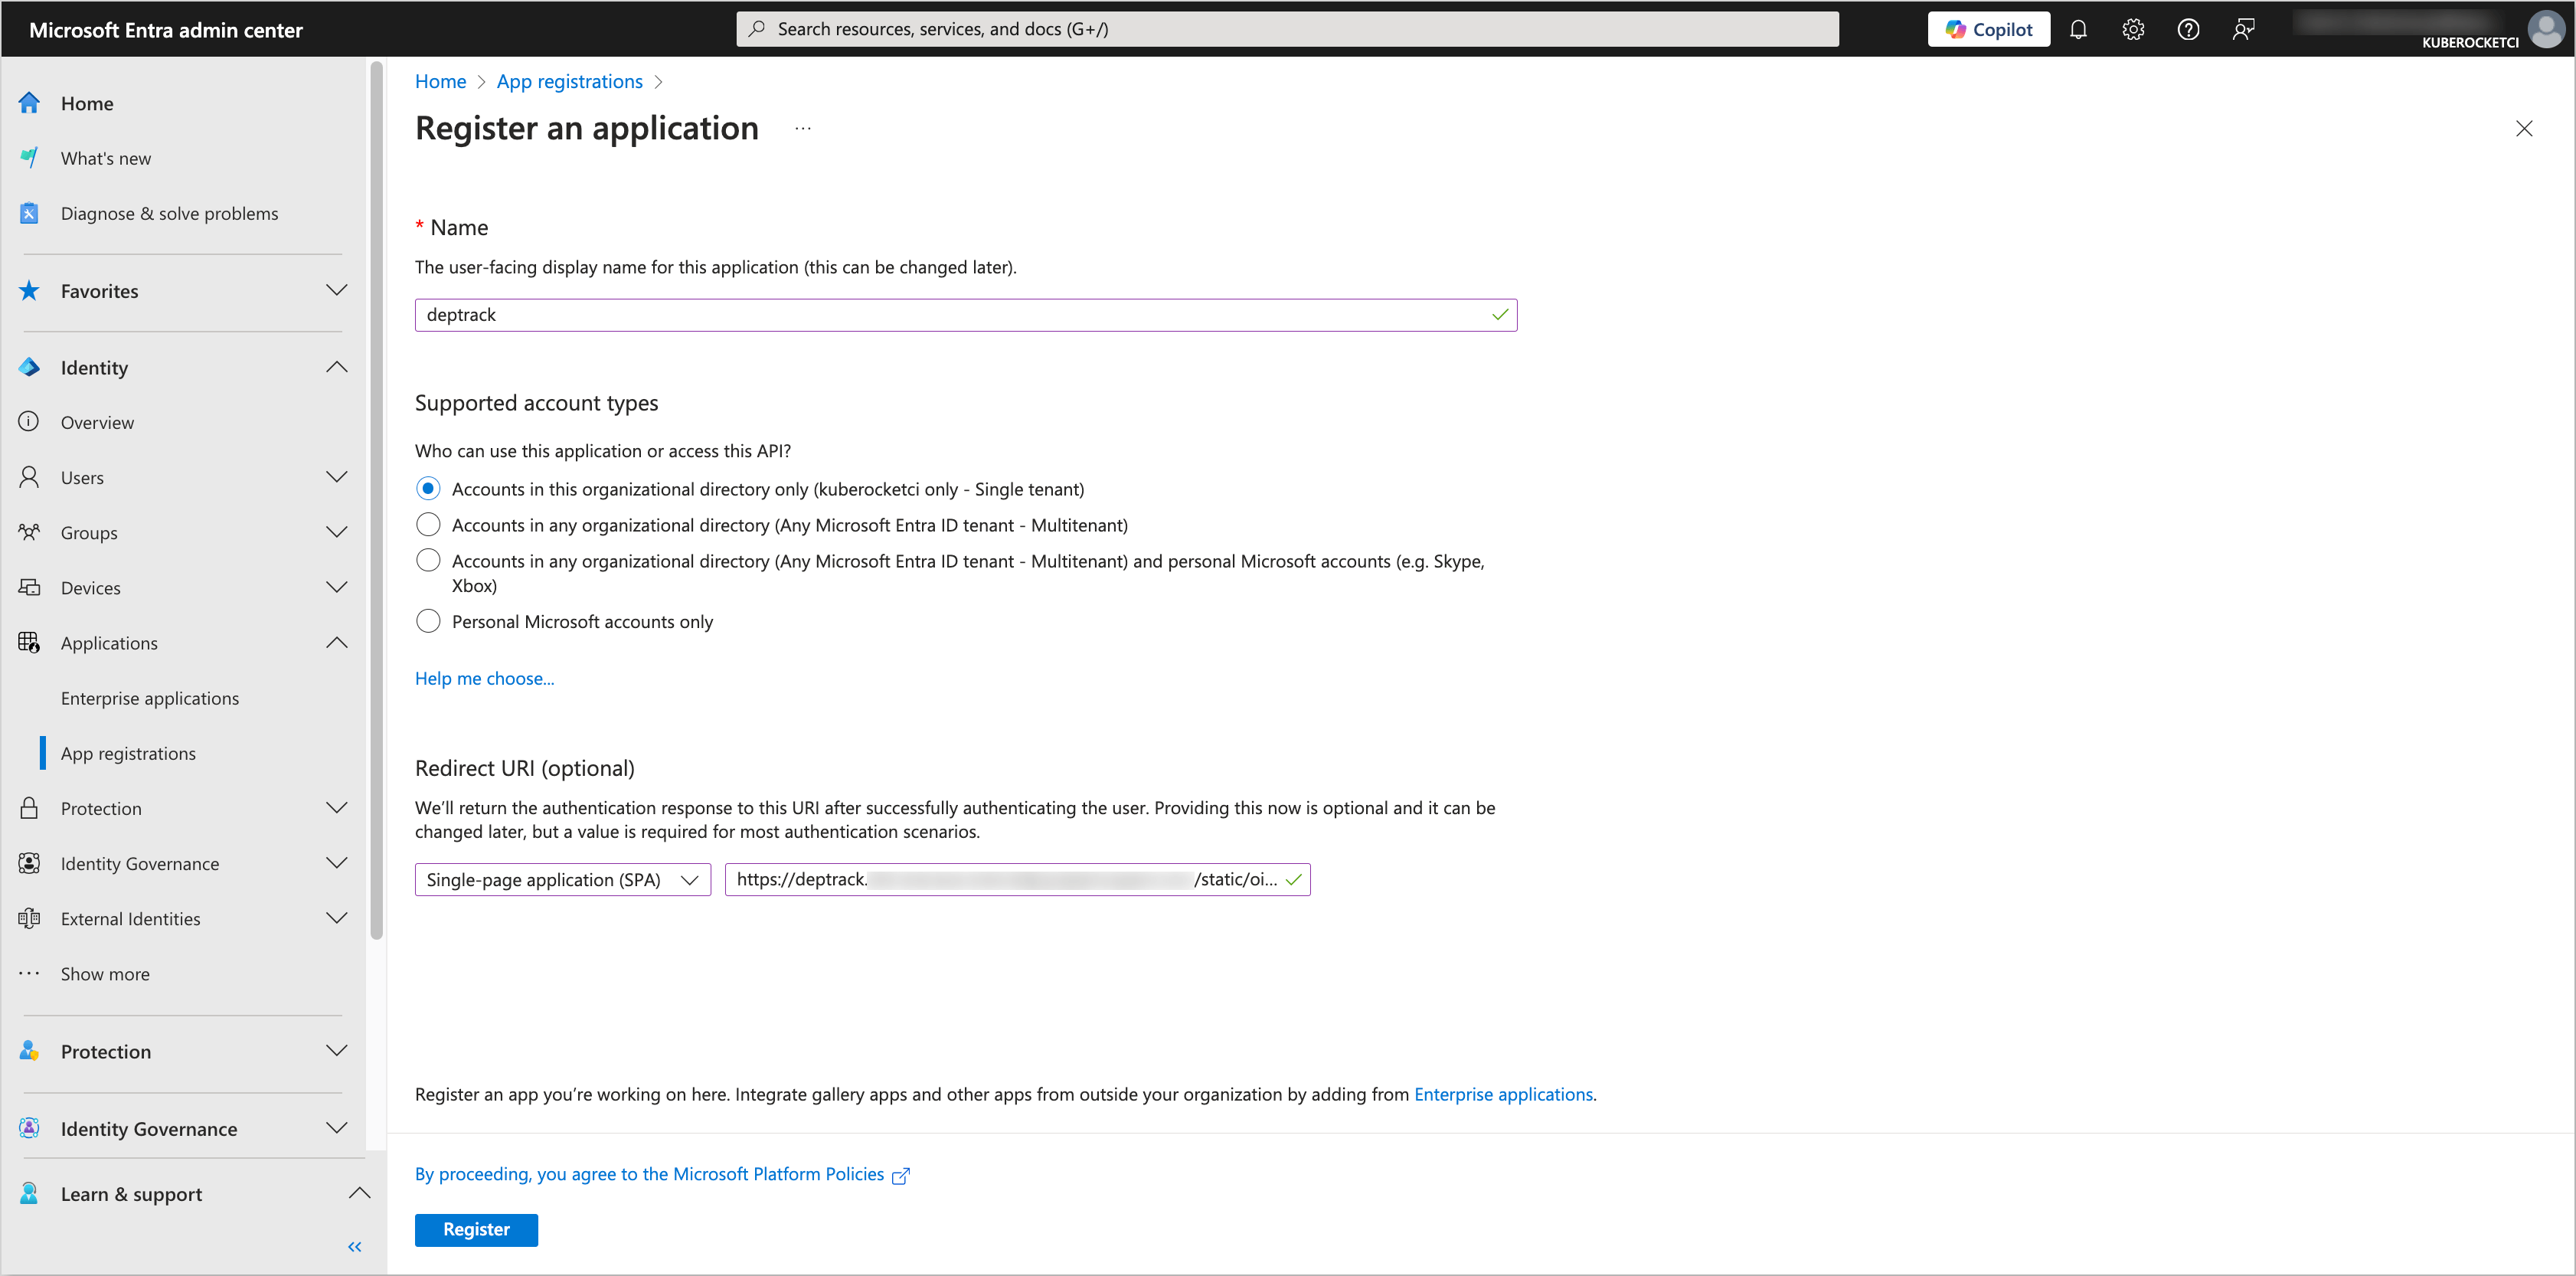 Microsoft Entra admin center
Search resources, services, and docs (G+/)
Copilot
KUBEROCKETCI
Home
What's new
Diagnose & solve problems
Favorites
Identity
Overview
Users
Groups
Devices
Applications
Enterprise applications
App registrations
Protection
Identity Governance
External Identities
Show more
Protection
Identity Governance
Learn & support
Home > App registrations >
Register an application ...
* Name
The user-facing display name for this application (this can be changed later).
deptrack
Supported account types
Who can use this application or access this API?
Accounts in this organizational directory only (kuberocketci only - Single tenant)
Accounts in any organizational directory (Any Microsoft Entra ID tenant - Multitenant)
Accounts in any organizational directory (Any Microsoft Entra ID tenant - Multitenant) and personal Microsoft accounts (e.g. Skype,
Xbox)
Personal Microsoft accounts only
Help me choose...
Redirect URI (optional)
We’ll return the authentication response to this URI after successfully authenticating the user. Providing this now is optional and it can be
changed later, but a value is required for most authentication scenarios.
Single-page application (SPA)
https://deptrack. /static/oi...
Register an app you’re working on here. Integrate gallery apps and other apps from outside your organization by adding from Enterprise applications.
By proceeding, you agree to the Microsoft Platform Policies
Register